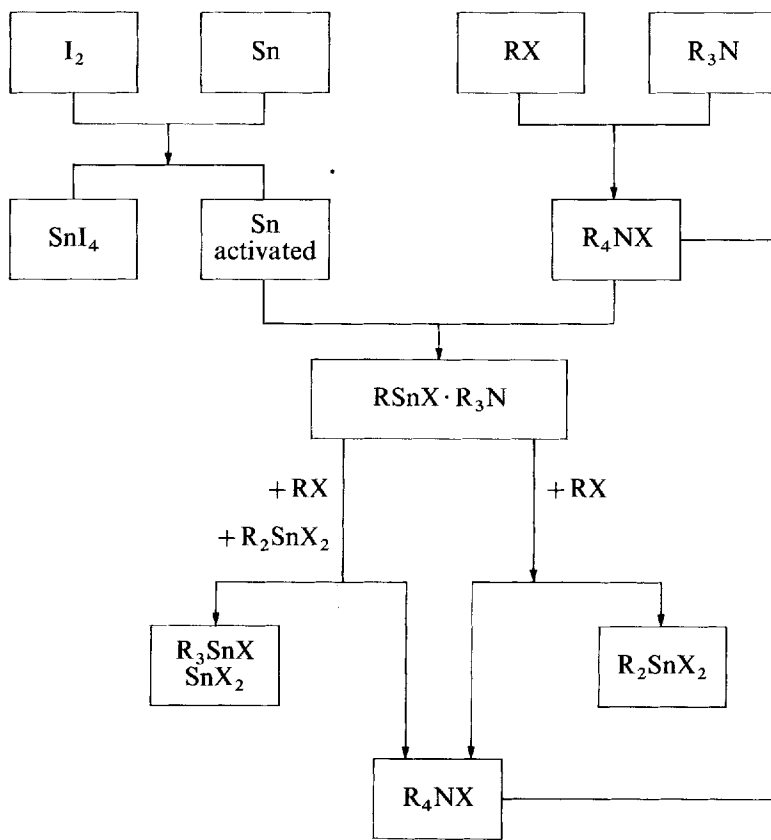 I₂
Sn
RX
R₃N
SnI₄
Sn
activated
R₄NX
RSnX · R₃N
+ RX
+ R₂SnX₂
+ RX
R₃SnX
SnX₂
R₂SnX₂
R₄NX